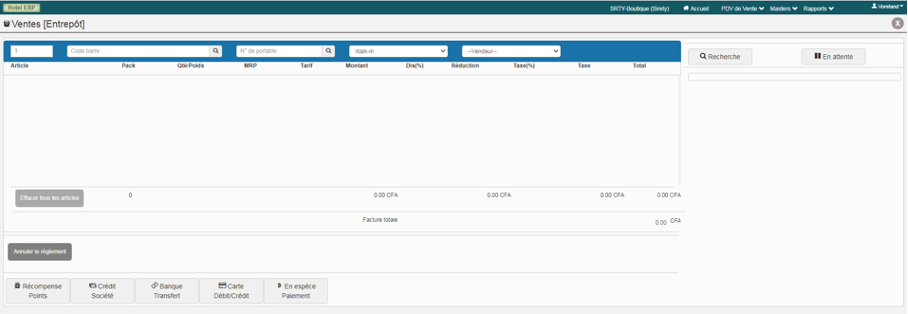 Hotel ERP SIRTY-Boutique (Sirsty) Accueil PDV de Vente Masters Rapports Vorstand
Ventes [Entrepôt] X
1 Code barre N° de portable Walk-in --Vendeur-- Recherche En attente
Article Pack Qté/Poids MRP Tarif Montant Dis(%) Réduction Taxe(%) Taxe Total
Effacer tous les articles 0 0.00 CFA 0.00 CFA 0.00 CFA 0.00 CFA
Facture totale 0.00 CFA
Annuler le règlement
Récompense Crédit Banque Carte En espèce
Points Société Transfert Débit/Crédit Paiement